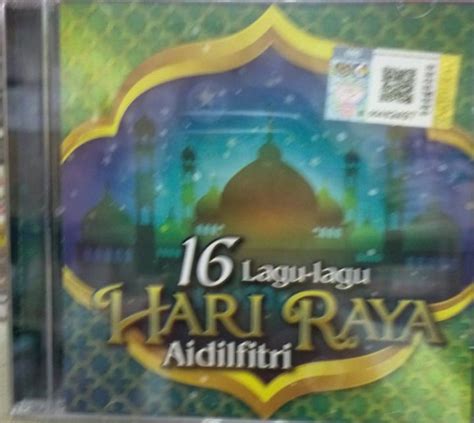 16 Lagu-lagu
HARI RAYA
Aidilfitri